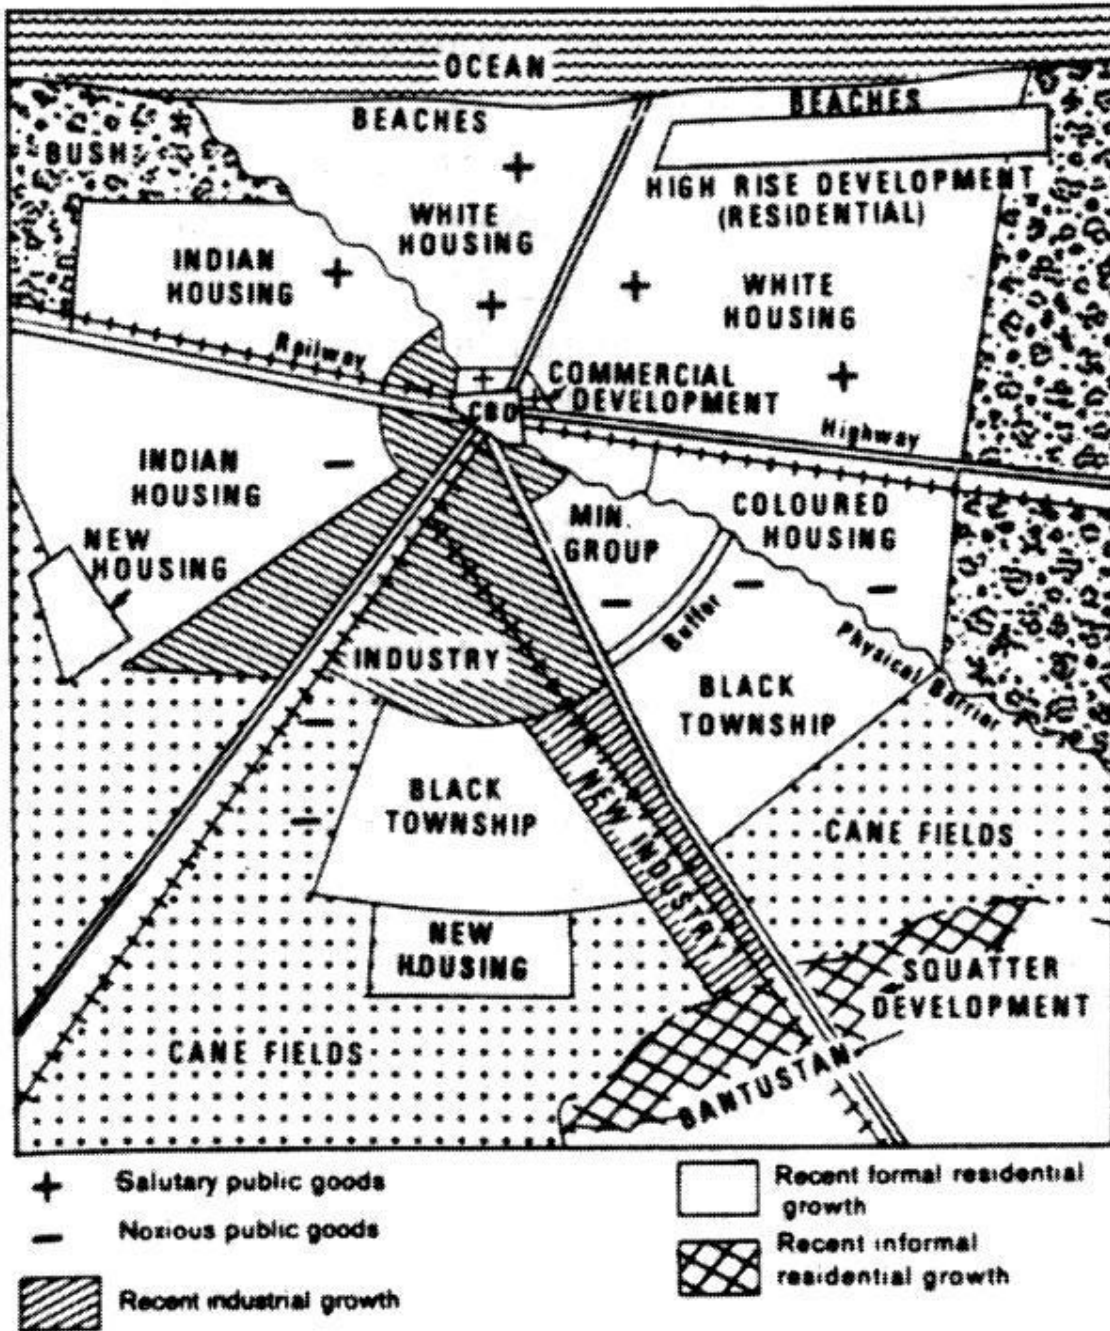 OCEAN
BEACHES
BEACHES
BUSH
HIGH RISE DEVELOPMENT
(RESIDENTIAL)
WHITE
HOUSING
INDIAN
HOUSING
WHITE
HOUSING
Railway
COMMERCIAL
DEVELOPMENT
CBD
Highway
INDIAN
HOUSING
COLOURED
HOUSING
MIN.
GROUP
NEW
HOUSING
Buffer
Physical Barrier
INDUSTRY
BLACK
TOWNSHIP
BLACK
TOWNSHIP
NEW INDUSTRY
CANE FIELDS
NEW
HOUSING
SQUATTER
DEVELOPMENT
CANE FIELDS
BANTUSTAN
+ Salutary public goods
− Noxious public goods
Recent industrial growth
Recent formal residential
growth
Recent informal
residential growth